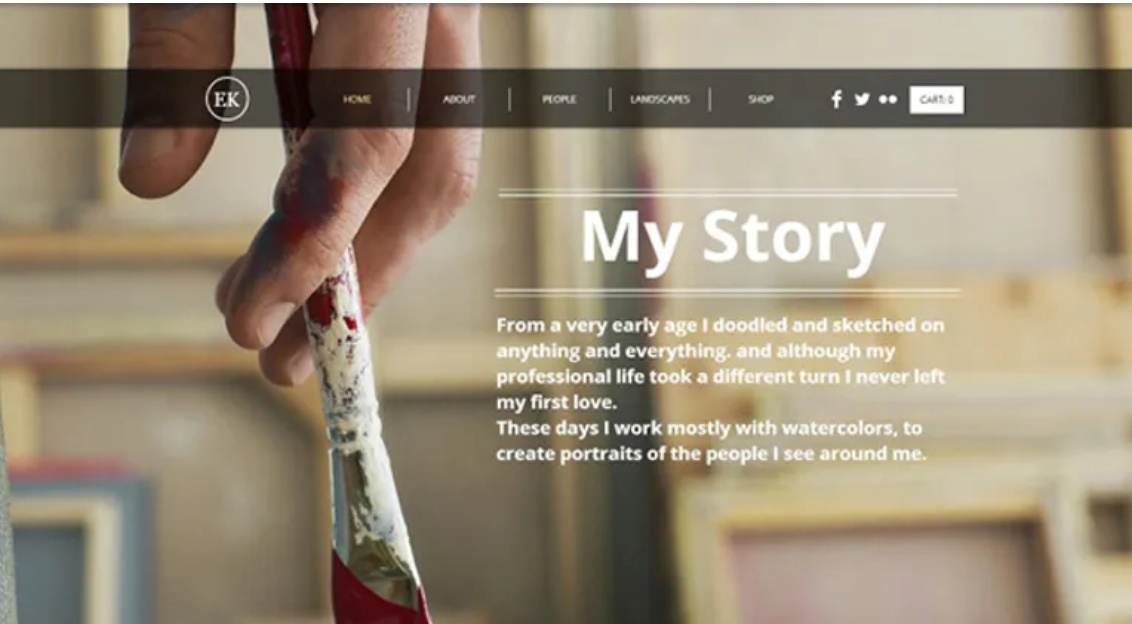 EK
HOME
ABOUT
PEOPLE
LANDSCAPES
SHOP
CART: 0
My Story
From a very early age I doodled and sketched on
anything and everything. and although my
professional life took a different turn I never left
my first love.
These days I work mostly with watercolors, to
create portraits of the people I see around me.